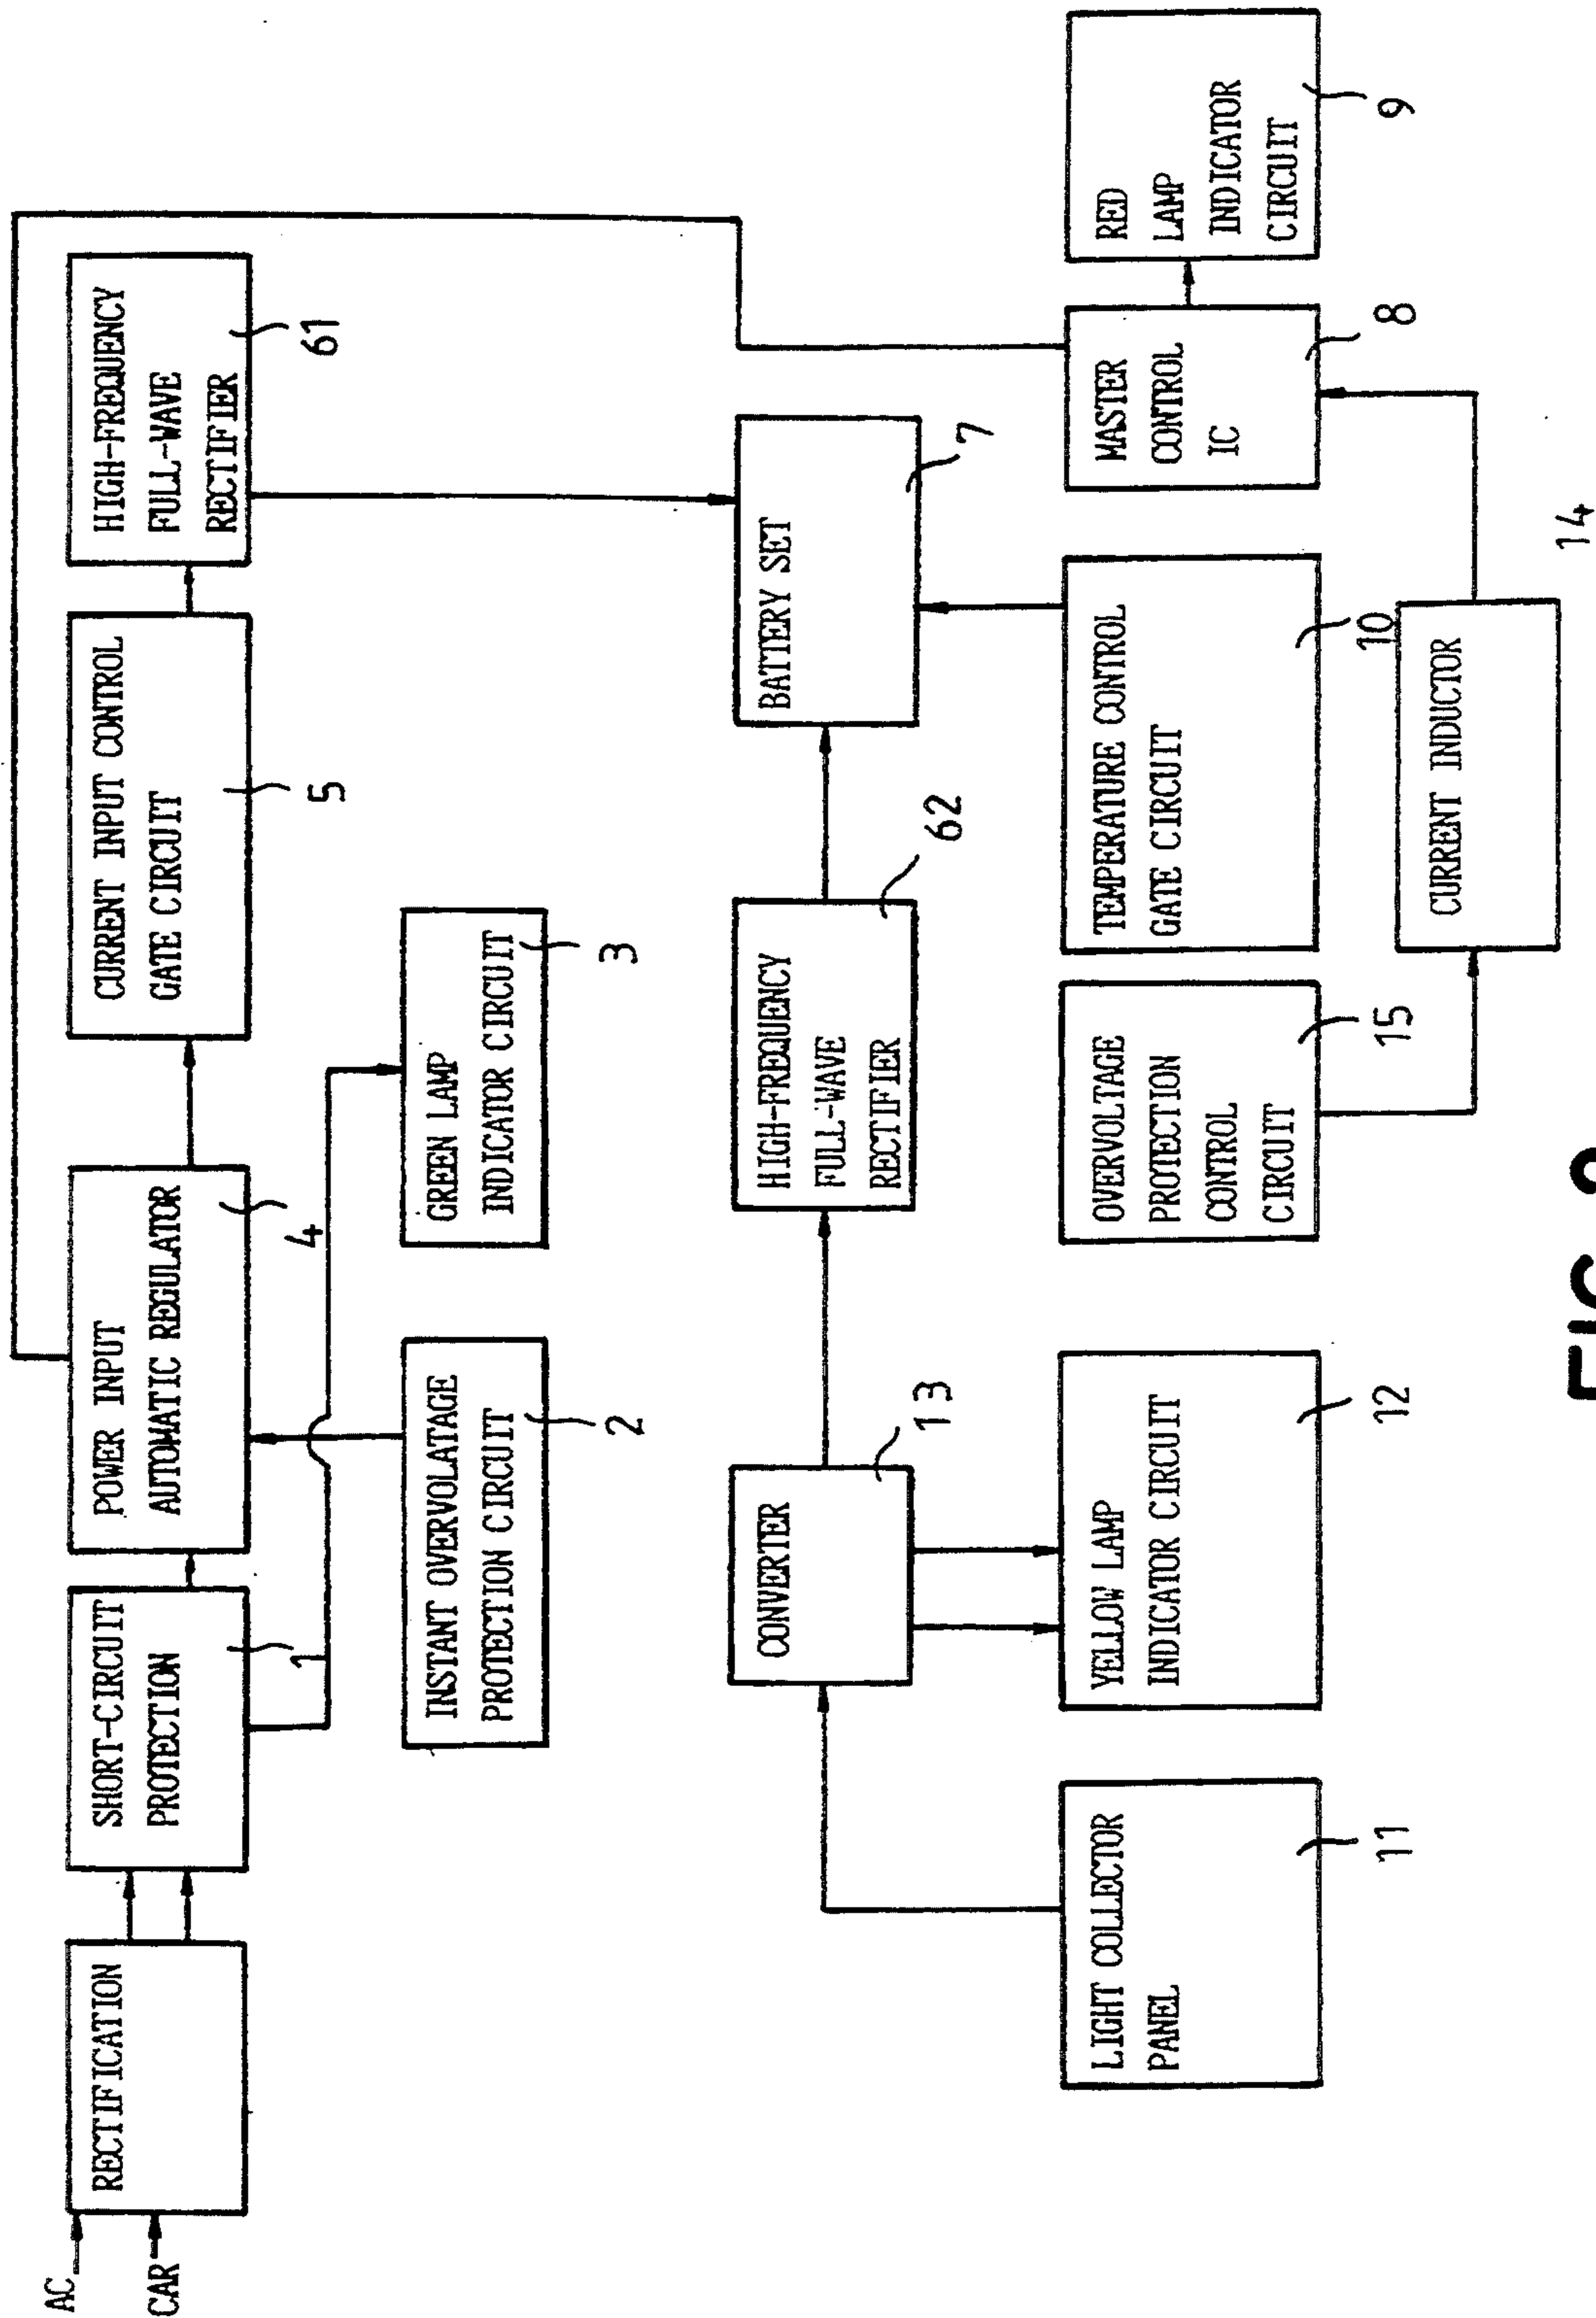 AC
CAR
RECTIFICATION
SHORT-CIRCUIT
PROTECTION
1
POWER INPUT
AUTOMATIC REGULATOR
4
CURRENT INPUT CONTROL
GATE CIRCUIT
5
HIGH-FREQUENCY
FULL-WAVE
RECTIFIER
61
INSTANT OVERVOLATAGE
PROTECTION CIRCUIT
2
GREEN LAMP
INDICATOR CIRCUIT
3
CONVERTER
13
HIGH-FREQUENCY
FULL-WAVE
RECTIFIER
62
BATTERY SET
7
LIGHT COLLECTOR
PANEL
11
YELLOW LAMP
INDICATOR CIRCUIT
12
OVERVOLTAGE
PROTECTION
CONTROL
CIRCUIT
15
TEMPERATURE CONTROL
GATE CIRCUIT
10
MASTER
CONTROL
IC
8
RED
LAMP
INDICATOR
CIRCUIT
9
CURRENT INDUCTOR
14